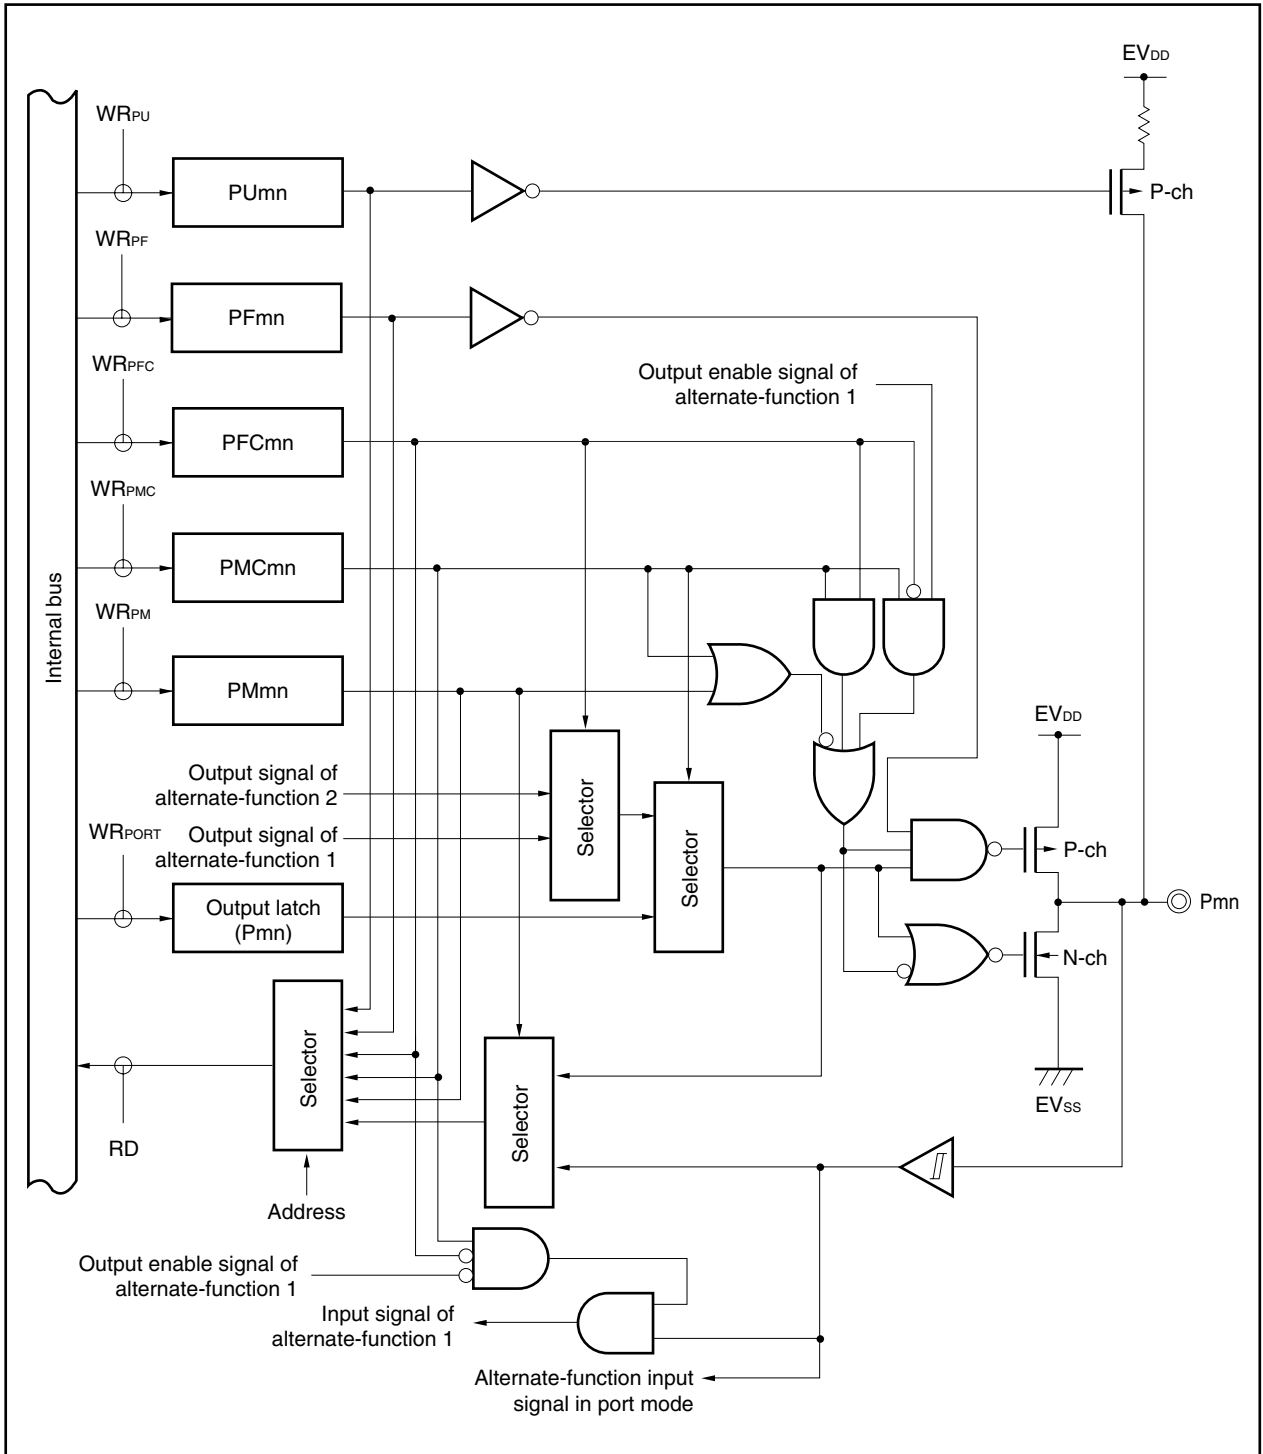 EVDD
WRPU
PUmn
P-ch
WRPF
PFmn
WRPFC
Output enable signal of
alternate-function 1
PFCmn
WRPMC
PMCmn
Internal bus
WRPM
PMmn
EVDD
Output signal of
alternate-function 2
Selector
WRPORT
Output signal of
alternate-function 1
Selector
P-ch
Output latch
(Pmn)
Pmn
N-ch
Selector
Selector
EVSS
RD
Address
Output enable signal of
alternate-function 1
Input signal of
alternate-function 1
Alternate-function input
signal in port mode